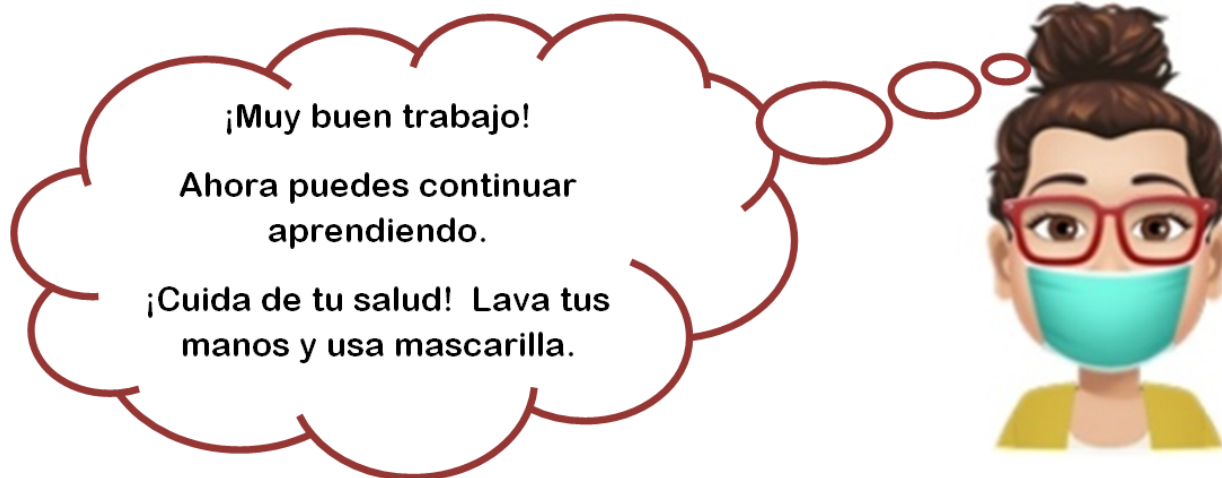 ¡Muy buen trabajo!
Ahora puedes continuar
aprendiendo.
¡Cuida de tu salud!  Lava tus
manos y usa mascarilla.